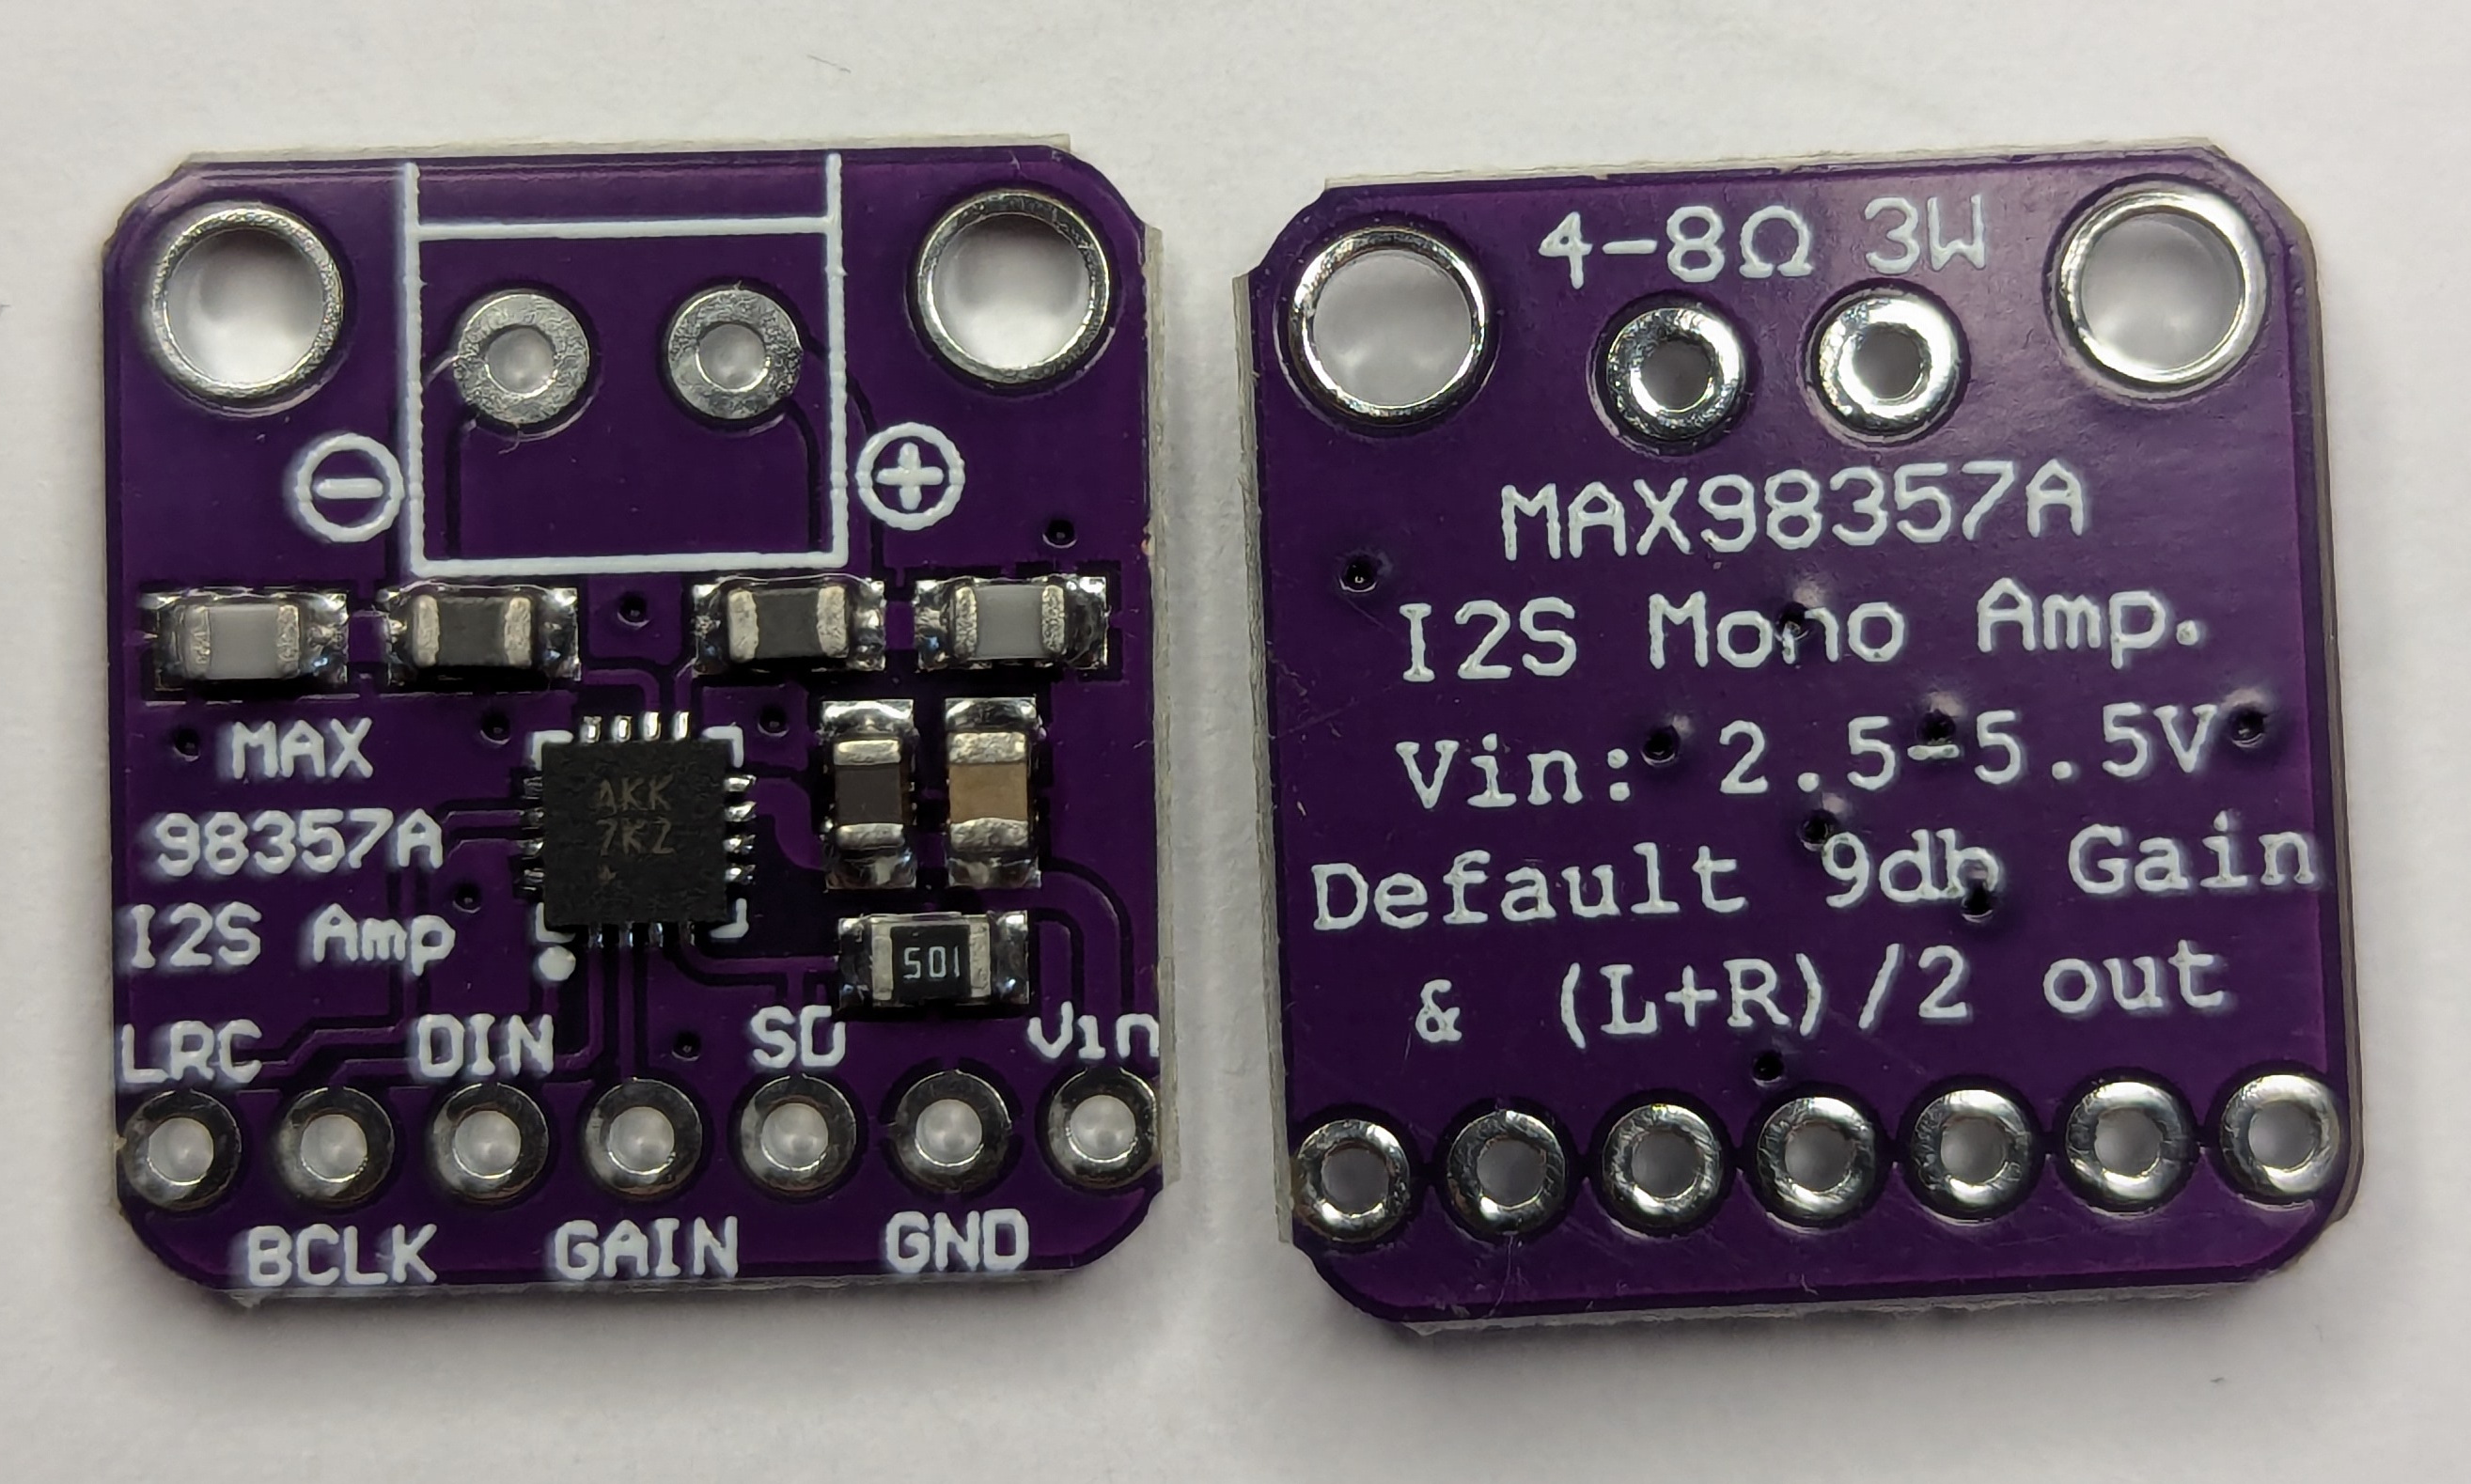 MAX
98357A
I2S Amp
AKK
7KZ
501
LRC DIN SD Vin
BCLK GAIN GND
4-8Ω 3W
MAX98357A
I2S Mono Amp.
Vin: 2.5-5.5V
Default 9db Gain
& (L+R)/2 out